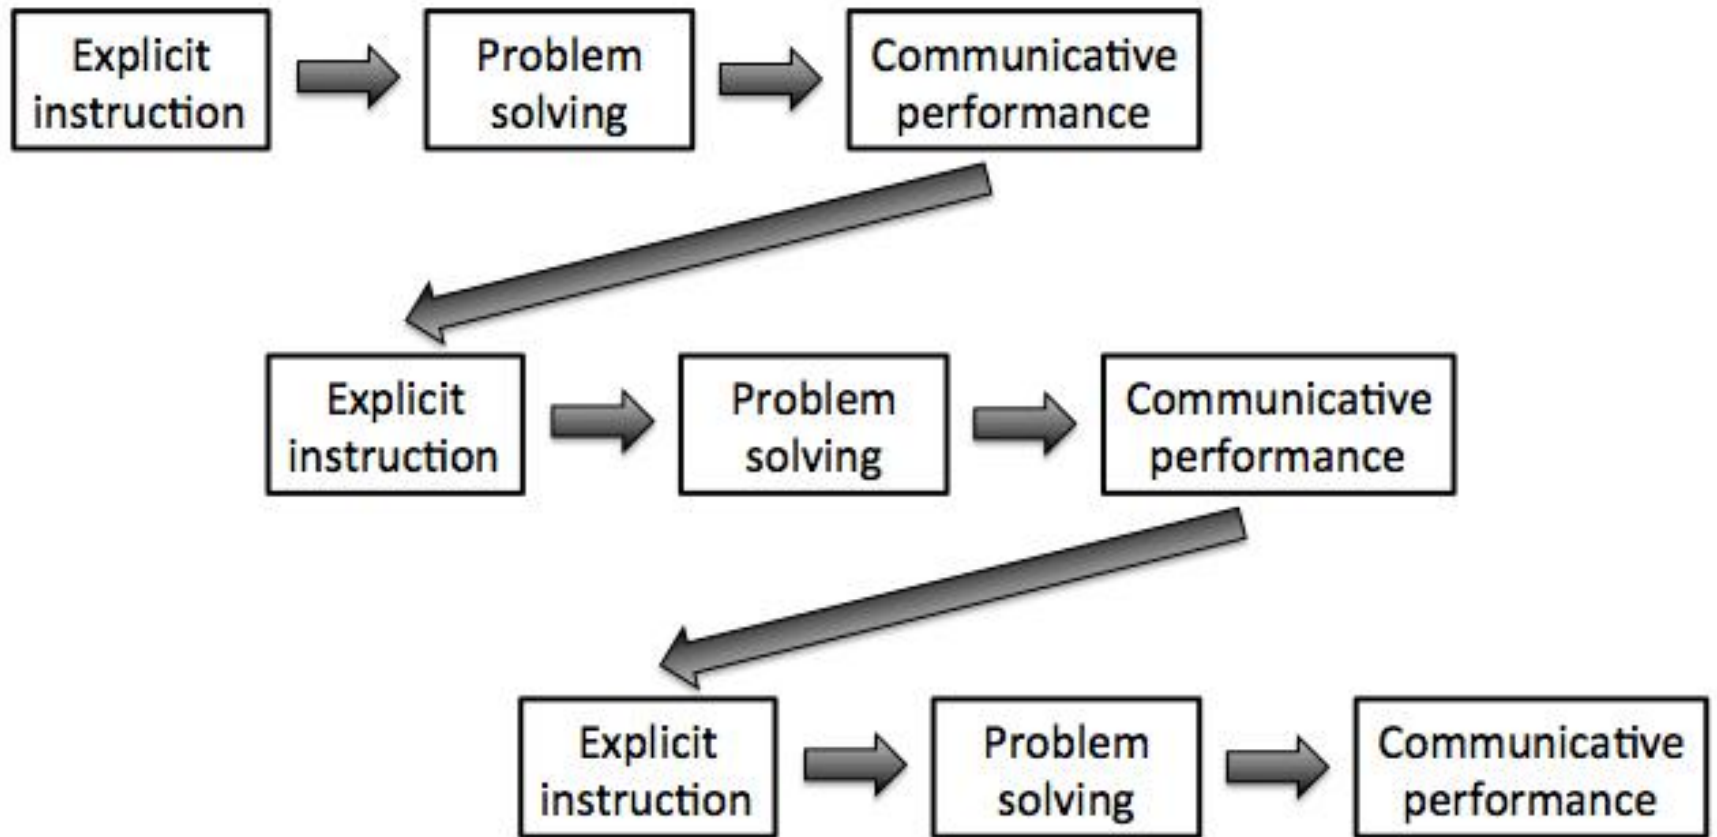 Explicit
instruction
Problem
solving
Communicative
performance
Explicit
instruction
Problem
solving
Communicative
performance
Explicit
instruction
Problem
solving
Communicative
performance